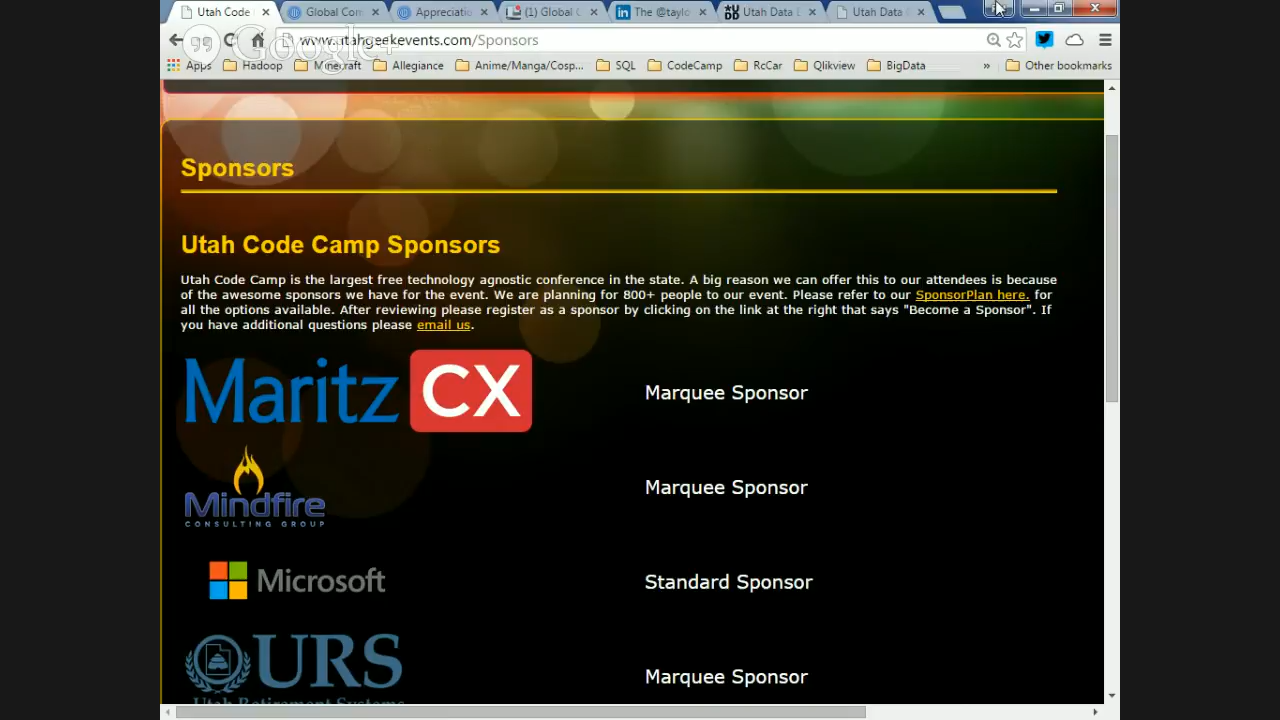 Utah Code
Global Con
Appreciatio
(1) Global C
The @taylo
Utah Data
Utah Data
www.utahgeekevents.com/Sponsors
Google+
Apps
Hadoop
Minecraft
Allegiance
Anime/Manga/Cosp...
SQL
CodeCamp
RcCar
Qlikview
BigData
»
Other bookmarks
Sponsors
Utah Code Camp Sponsors
Utah Code Camp is the largest free technology agnostic conference in the state. A big reason we can offer this to our attendees is because
of the awesome sponsors we have for the event. We are planning for 800+ people to our event. Please refer to our SponsorPlan here. for
all the options available. After reviewing please register as a sponsor by clicking on the link at the right that says "Become a Sponsor". If
you have additional questions please email us.
Maritz CX
Marquee Sponsor
Mindfire
CONSULTING GROUP
Marquee Sponsor
Microsoft
Standard Sponsor
URS
Marquee Sponsor
Utah Retirement Systems